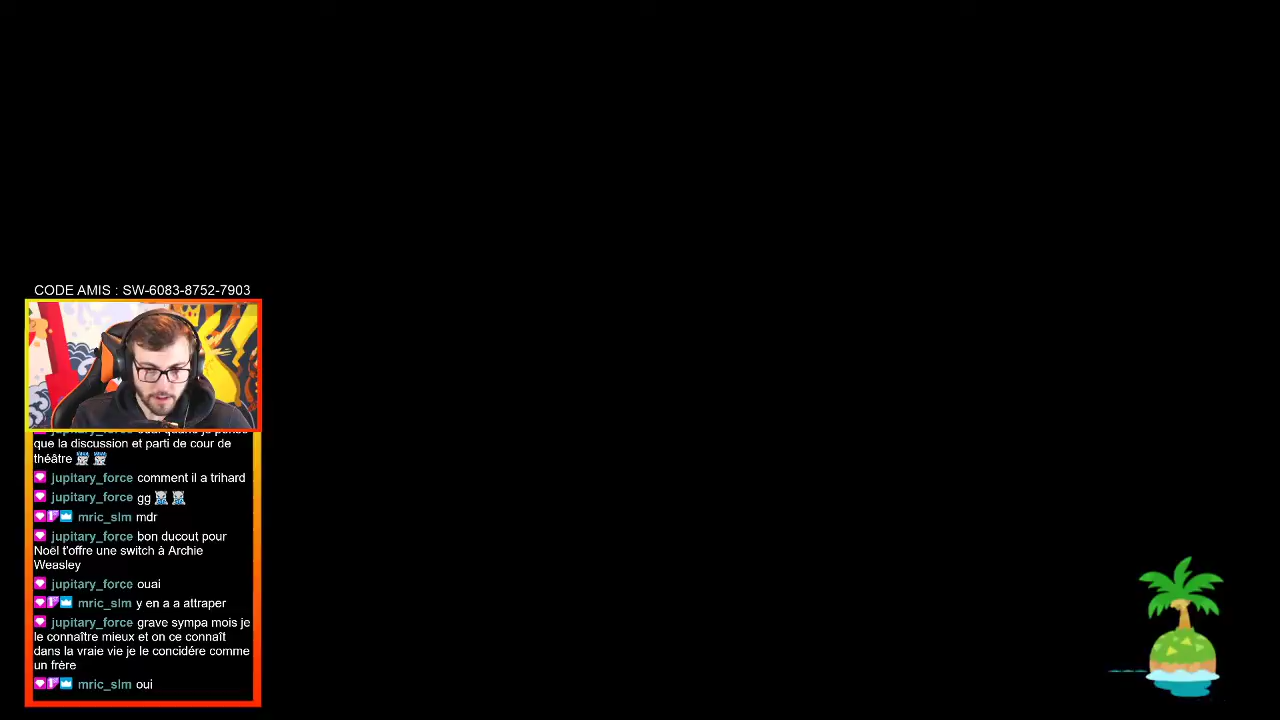 CODE AMIS : SW-6083-8752-7903
que la discussion et parti de cour de
théâtre
jupitary_force comment il a trihard
jupitary_force gg
mric_slm mdr
jupitary_force bon ducout pour
Noël t'offre une switch à Archie
Weasley
jupitary_force ouai
mric_slm y en a a attraper
jupitary_force grave sympa mois je
le connaître mieux et on ce connaît
dans la vraie vie je le concidére comme
un frère
mric_slm oui